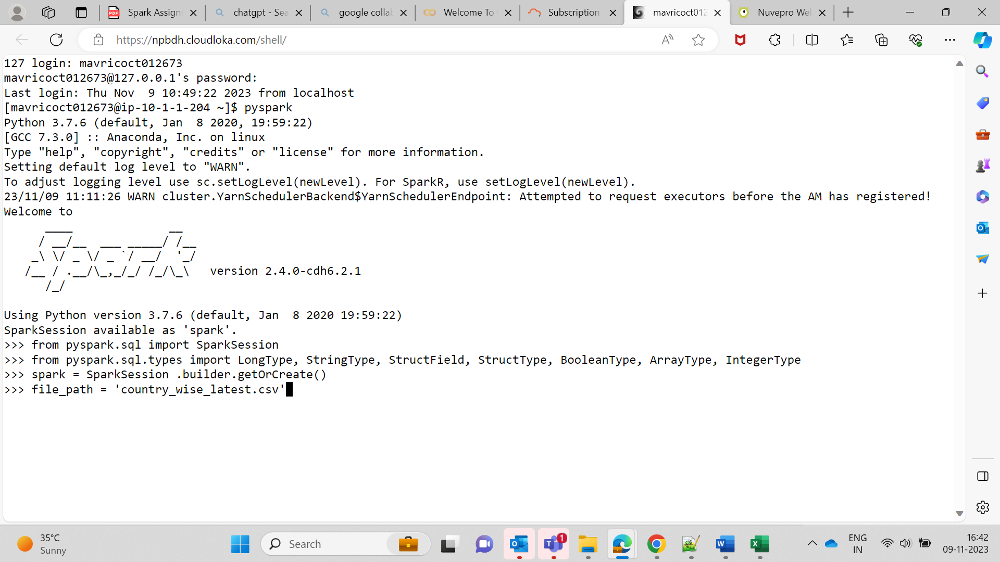 Spark Assign
chatgpt - Sea
google collab
Welcome To
Subscription
mavricoct012
Nuvepro Wel
https://npbdh.cloudloka.com/shell/
127 login: mavricoct012673
mavricoct012673@127.0.0.1's password:
Last login: Thu Nov  9 10:49:22 2023 from localhost
[mavricoct012673@ip-10-1-1-204 ~]$ pyspark
Python 3.7.6 (default, Jan  8 2020, 19:59:22)
[GCC 7.3.0] :: Anaconda, Inc. on linux
Type "help", "copyright", "credits" or "license" for more information.
Setting default log level to "WARN".
To adjust logging level use sc.setLogLevel(newLevel). For SparkR, use setLogLevel(newLevel).
23/11/09 11:11:26 WARN cluster.YarnSchedulerBackend$YarnSchedulerEndpoint: Attempted to request executors before the AM has registered!
Welcome to
      ____              __
     / __/__  ___ _____/ /__
    _\ \/ _ \/ _ `/ __/  '_/
   /__ / .__/\_,_/_/ /_/\_\   version 2.4.0-cdh6.2.1
      /_/
Using Python version 3.7.6 (default, Jan  8 2020 19:59:22)
SparkSession available as 'spark'.
>>> from pyspark.sql import SparkSession
>>> from pyspark.sql.types import LongType, StringType, StructField, StructType, BooleanType, ArrayType, IntegerType
>>> spark = SparkSession .builder.getOrCreate()
>>> file_path = 'country_wise_latest.csv'
35°C
Sunny
Search
1
ENG
IN
16:42
09-11-2023